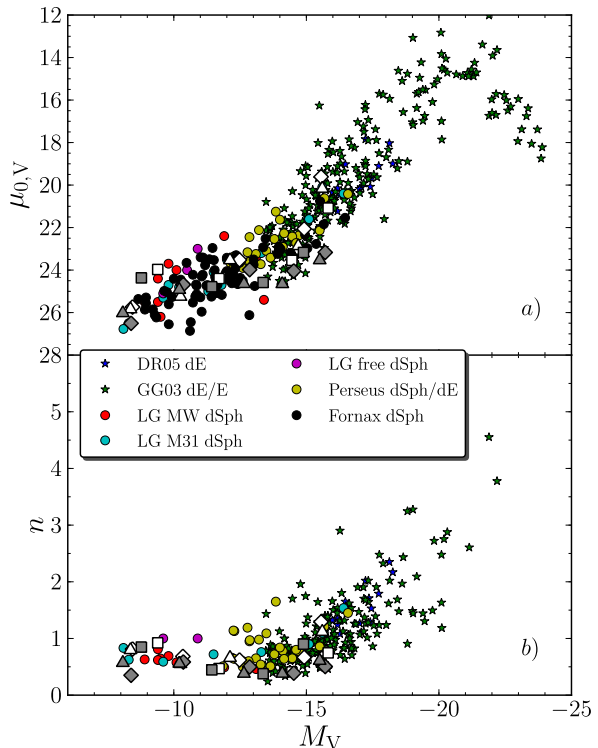 12
14
16
18
20
22
24
26
28
μ0,V
a)
DR05 dE
GG03 dE/E
LG MW dSph
LG M31 dSph
LG free dSph
Perseus dSph/dE
Fornax dSph
5
4
3
2
1
0
n
b)
−10 −15 −20 −25
MV